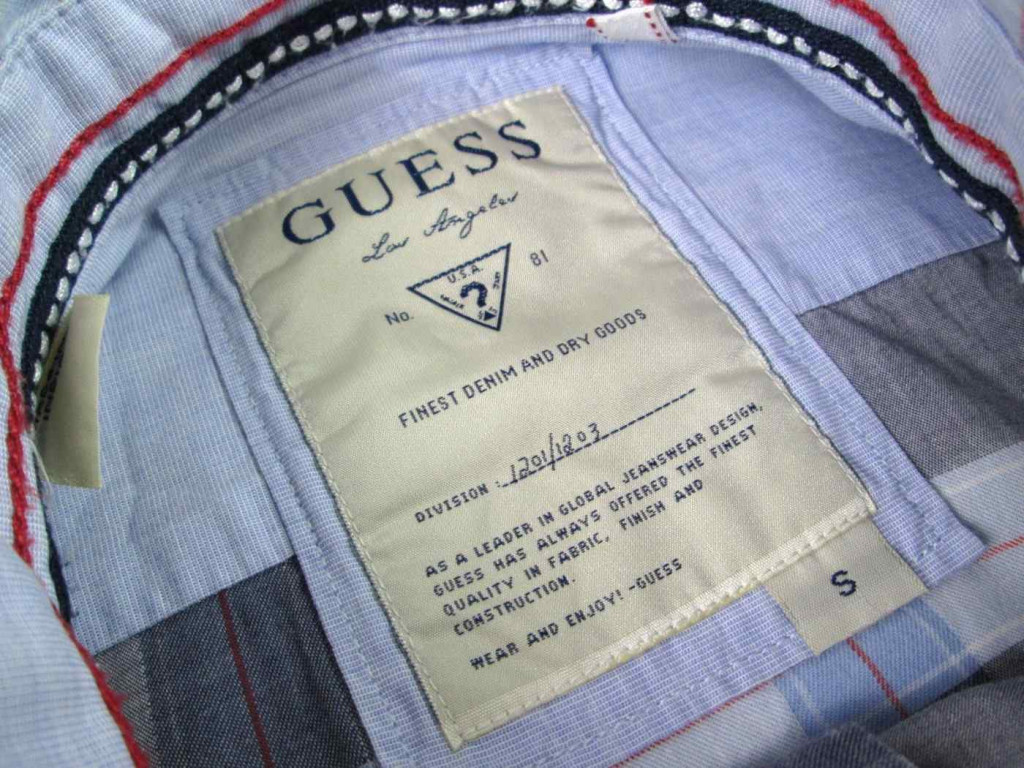 GUESS
Los Angeles
U.S.A.
?
No. 81
FINEST DENIM AND DRY GOODS
DIVISION : 1201/1203
AS A LEADER IN GLOBAL JEANSWEAR DESIGN,
GUESS HAS ALWAYS OFFERED THE FINEST
QUALITY IN FABRIC, FINISH AND
CONSTRUCTION.
WEAR AND ENJOY! -GUESS
S